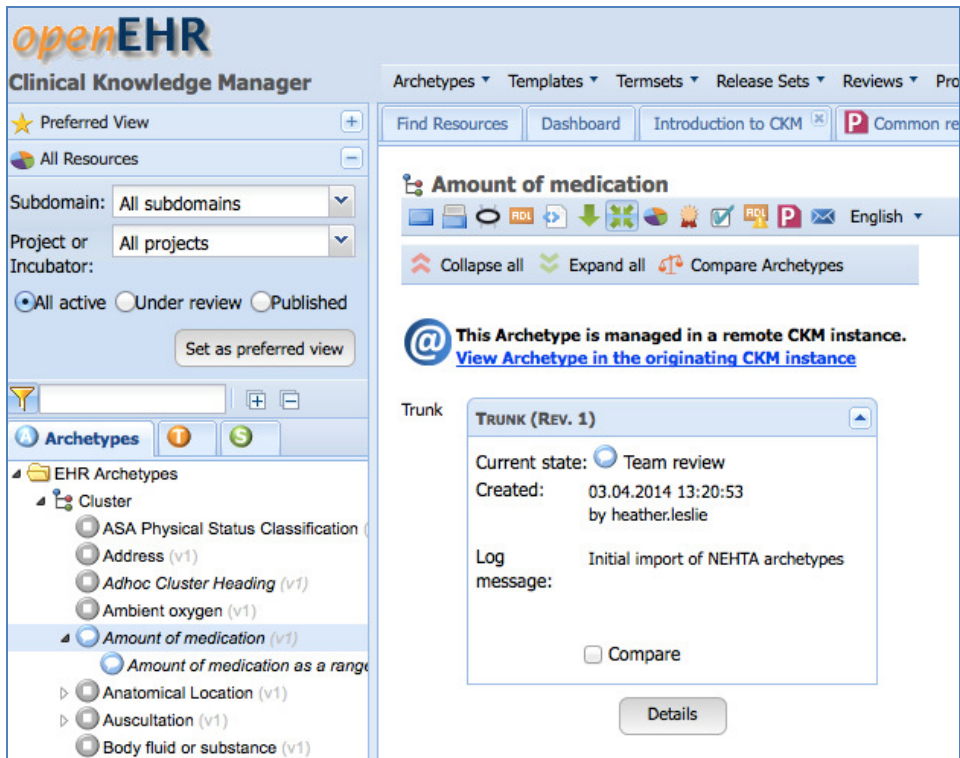 openEHR
Clinical Knowledge Manager
Archetypes Templates Termsets Release Sets Reviews
Preferred View
Find Resources Dashboard Introduction to CKM Common re
All Resources
Subdomain: All subdomains
Project or Incubator: All projects
All active Under review Published
Set as preferred view
Archetypes T S
EHR Archetypes
Cluster
ASA Physical Status Classification
Address (v1)
Adhoc Cluster Heading (v1)
Ambient oxygen (v1)
Amount of medication (v1)
Amount of medication as a range
Anatomical Location (v1)
Auscultation (v1)
Body fluid or substance (v1)
Amount of medication
ADL ADL P English
Collapse all Expand all Compare Archetypes
@ This Archetype is managed in a remote CKM instance.
View Archetype in the originating CKM instance
Trunk
TRUNK (REV. 1)
Current state: Team review
Created: 03.04.2014 13:20:53
by heather.leslie
Log message: Initial import of NEHTA archetypes
Compare
Details